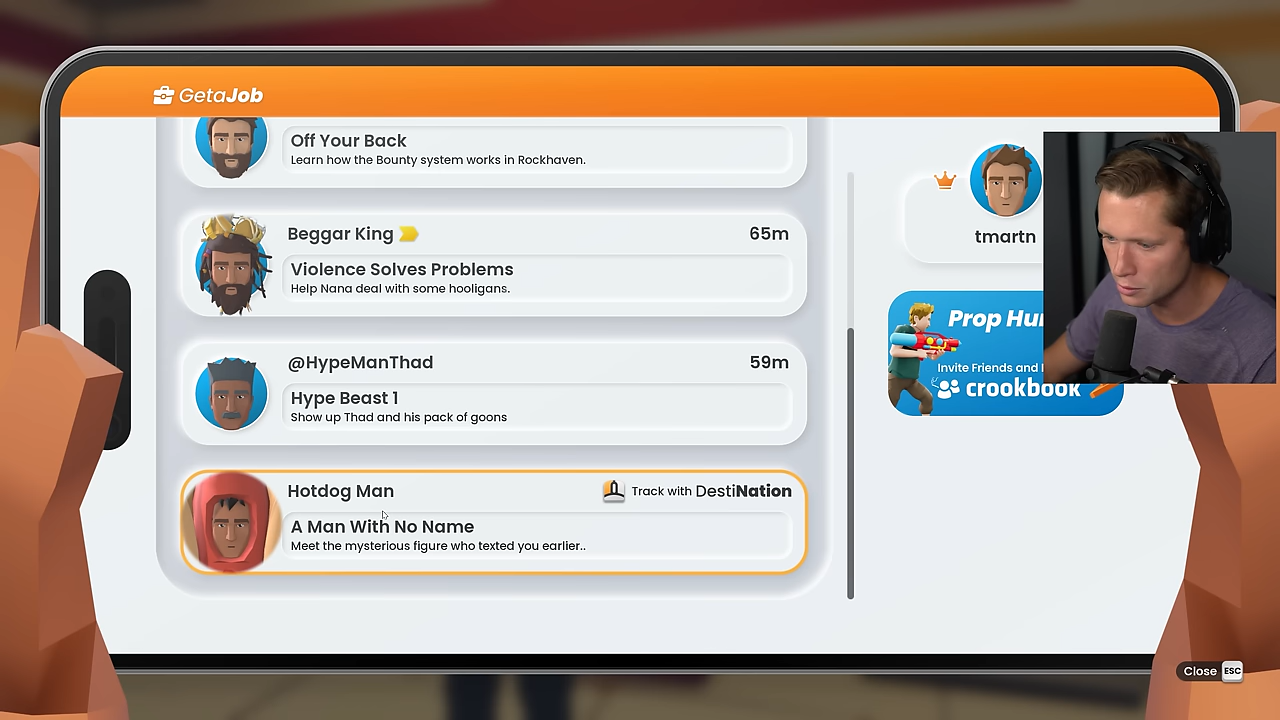 GetaJob
Off Your Back
Learn how the Bounty system works in Rockhaven.
Beggar King
65m
Violence Solves Problems
Help Nana deal with some hooligans.
@HypeManThad
59m
Hype Beast 1
Show up Thad and his pack of goons
Hotdog Man
Track with DestiNation
A Man With No Name
Meet the mysterious figure who texted you earlier..
tmartn
Prop Hu
Invite Friends and
crookbook
Close ESC